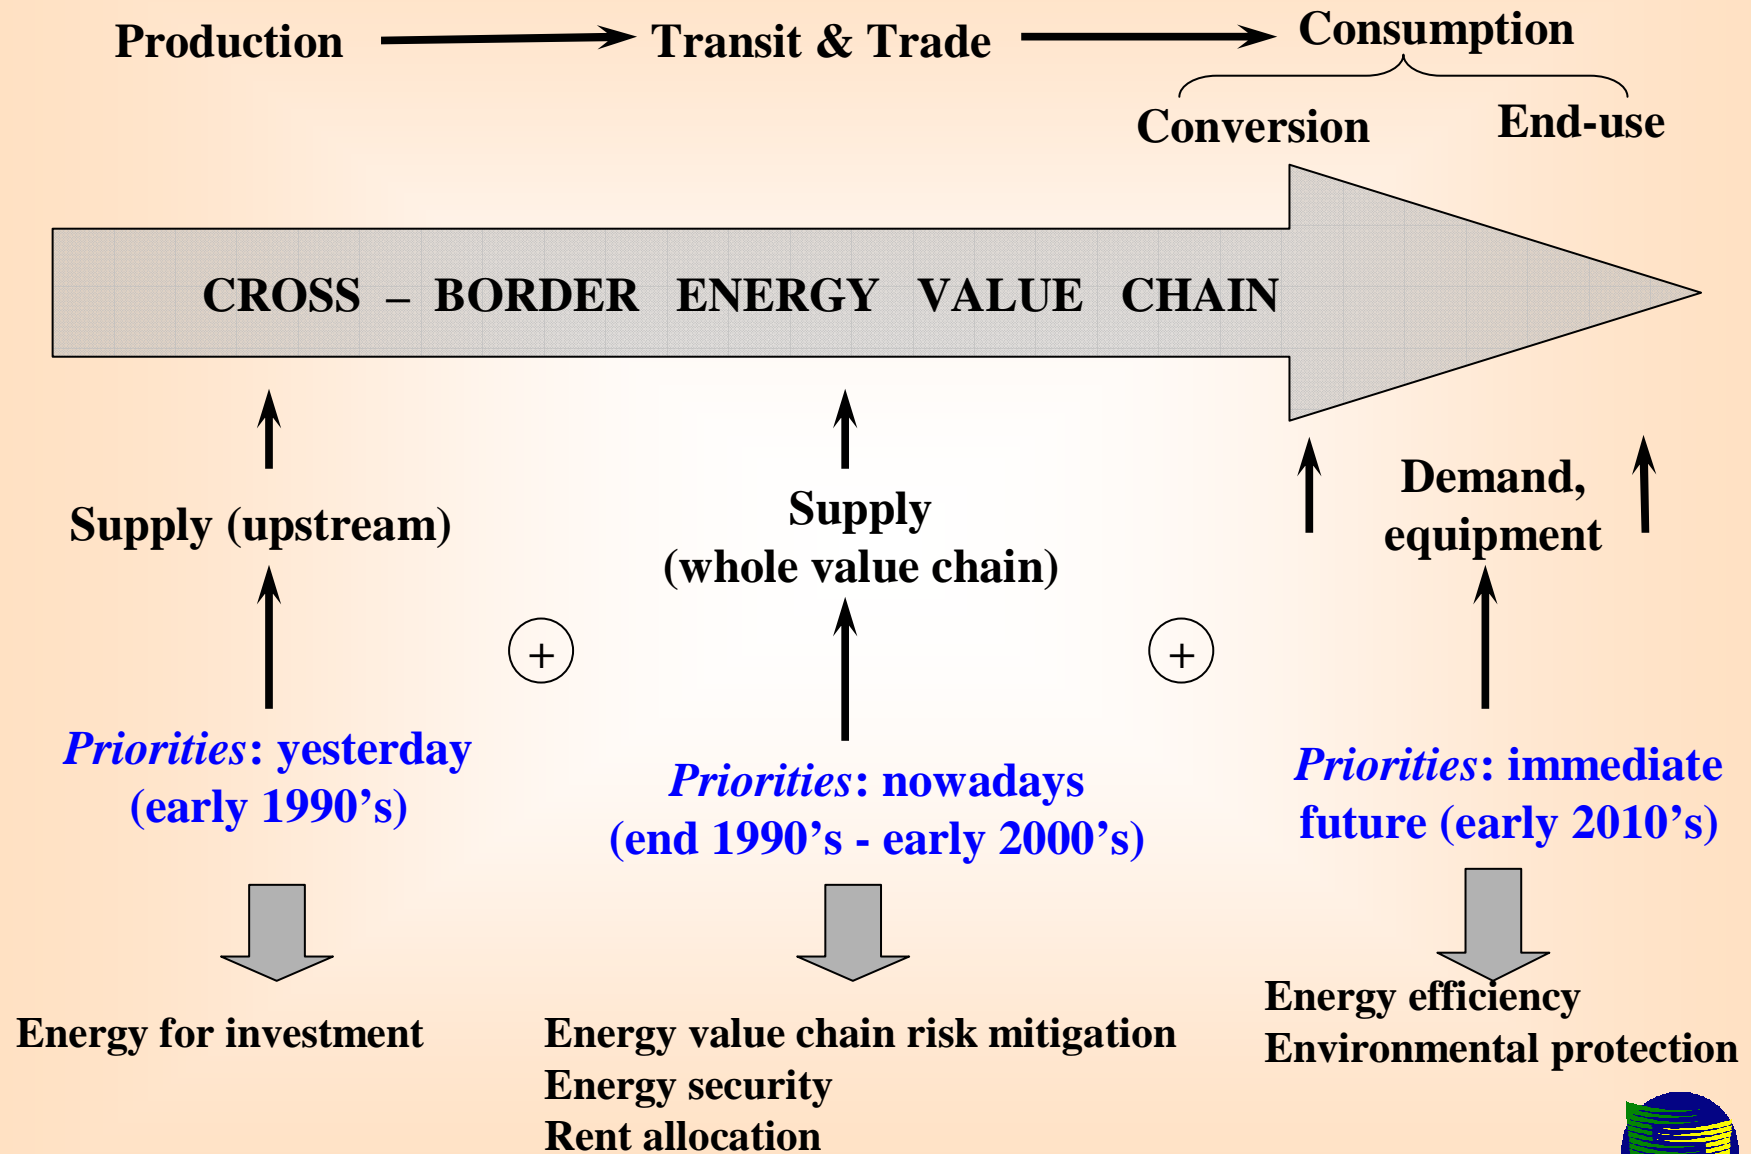 Production
Transit & Trade
Consumption
Conversion
End-use
CROSS – BORDER ENERGY VALUE CHAIN
Supply (upstream)
Supply
(whole value chain)
Demand,
equipment
+
+
Priorities: yesterday
(early 1990’s)
Priorities: nowadays
(end 1990’s - early 2000’s)
Priorities: immediate
future (early 2010’s)
Energy for investment
Energy value chain risk mitigation
Energy security
Rent allocation
Energy efficiency
Environmental protection